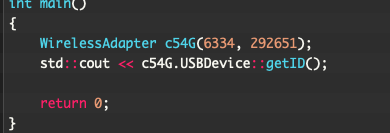 int main()
{
WirelessAdapter c54G(6334, 292651);
std::cout << c54G.USBDevice::getID();
return 0;
}